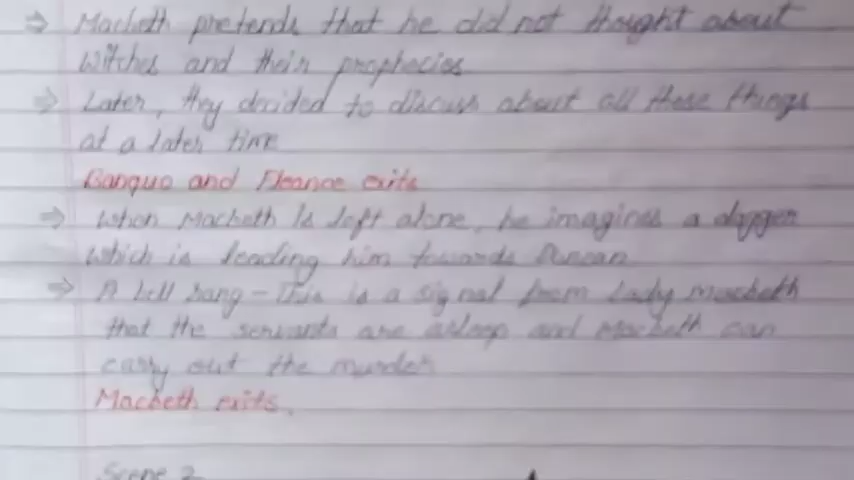 ⇒ Macbeth pretends that he did not thought about
witches and their prophecies
⇒ Later, they decided to discuss about all these things
at a later time
Banquo and Fleance exits
⇒ When Macbeth is left alone, he imagines a dagger
which is leading him towards Duncan
⇒ A bell rang - This is a signal from Lady Macbeth
that the servants are asleep and Macbeth can
carry out the murder
Macbeth exits.
Scene 2